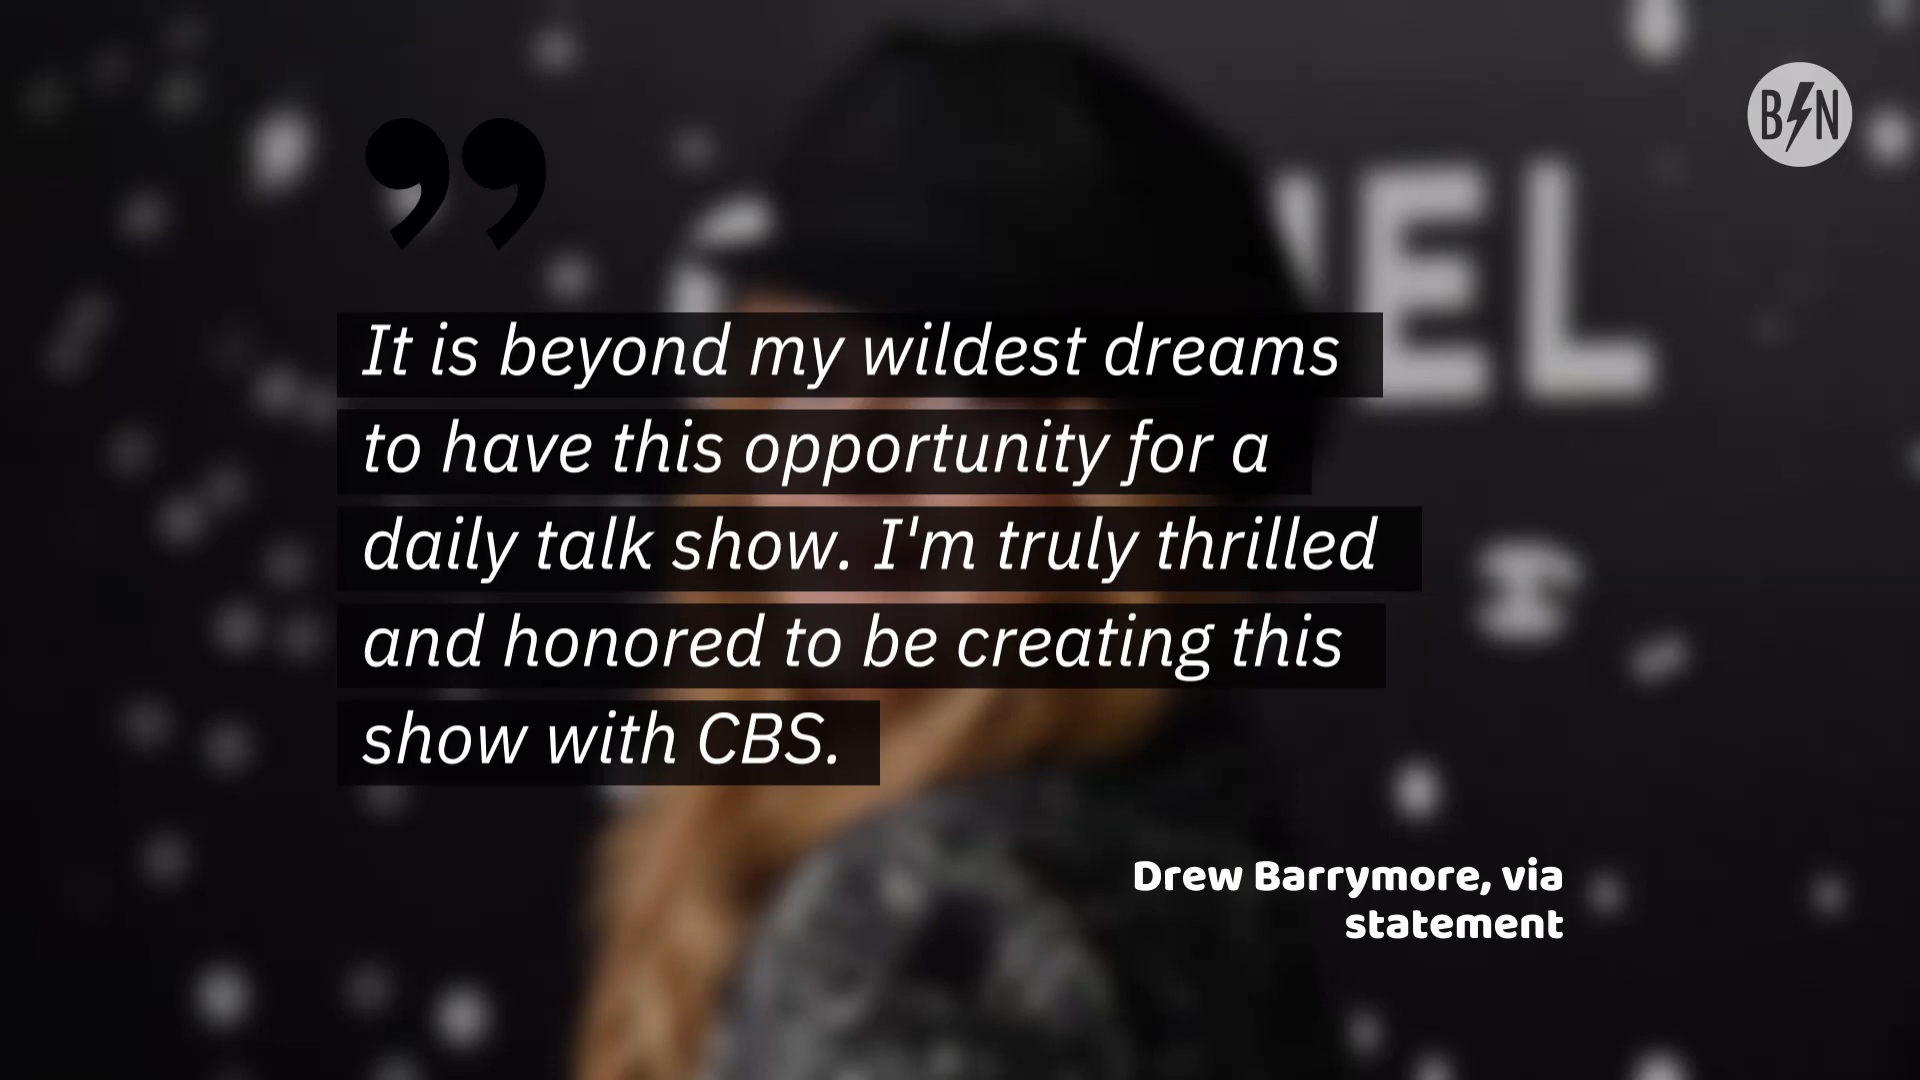 B N
NEL
”
It is beyond my wildest dreams
to have this opportunity for a
daily talk show. I'm truly thrilled
and honored to be creating this
show with CBS.
Drew Barrymore, via
statement